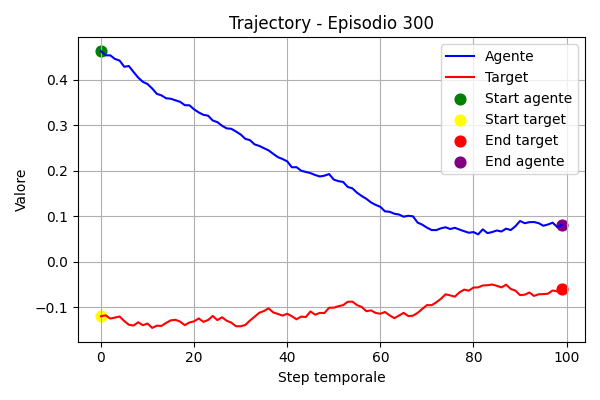 Trajectory - Episodio 300
Agente
Target
Start agente
Start target
End target
End agente
Valore
0.4
0.3
0.2
0.1
0.0
−0.1
0
20
40
60
80
100
Step temporale